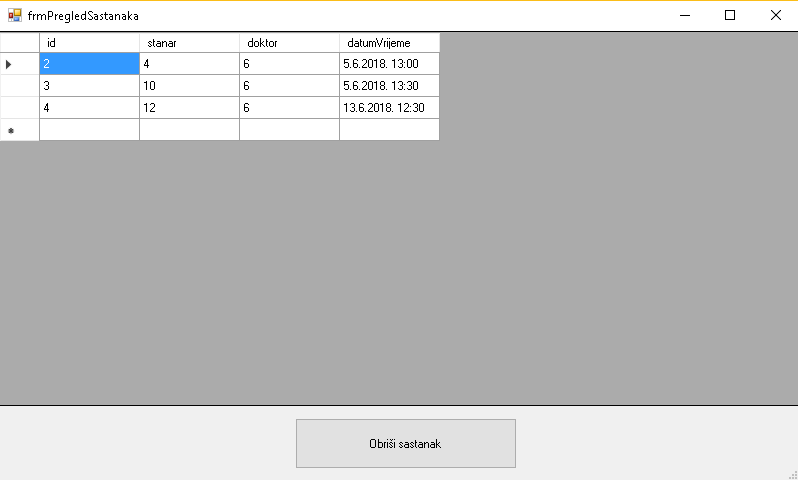 frmPregledSastanaka
id stanar doktor datumVrijeme
2 4 6 5.6.2018. 13:00
3 10 6 5.6.2018. 13:30
4 12 6 13.6.2018. 12:30
Obriši sastanak